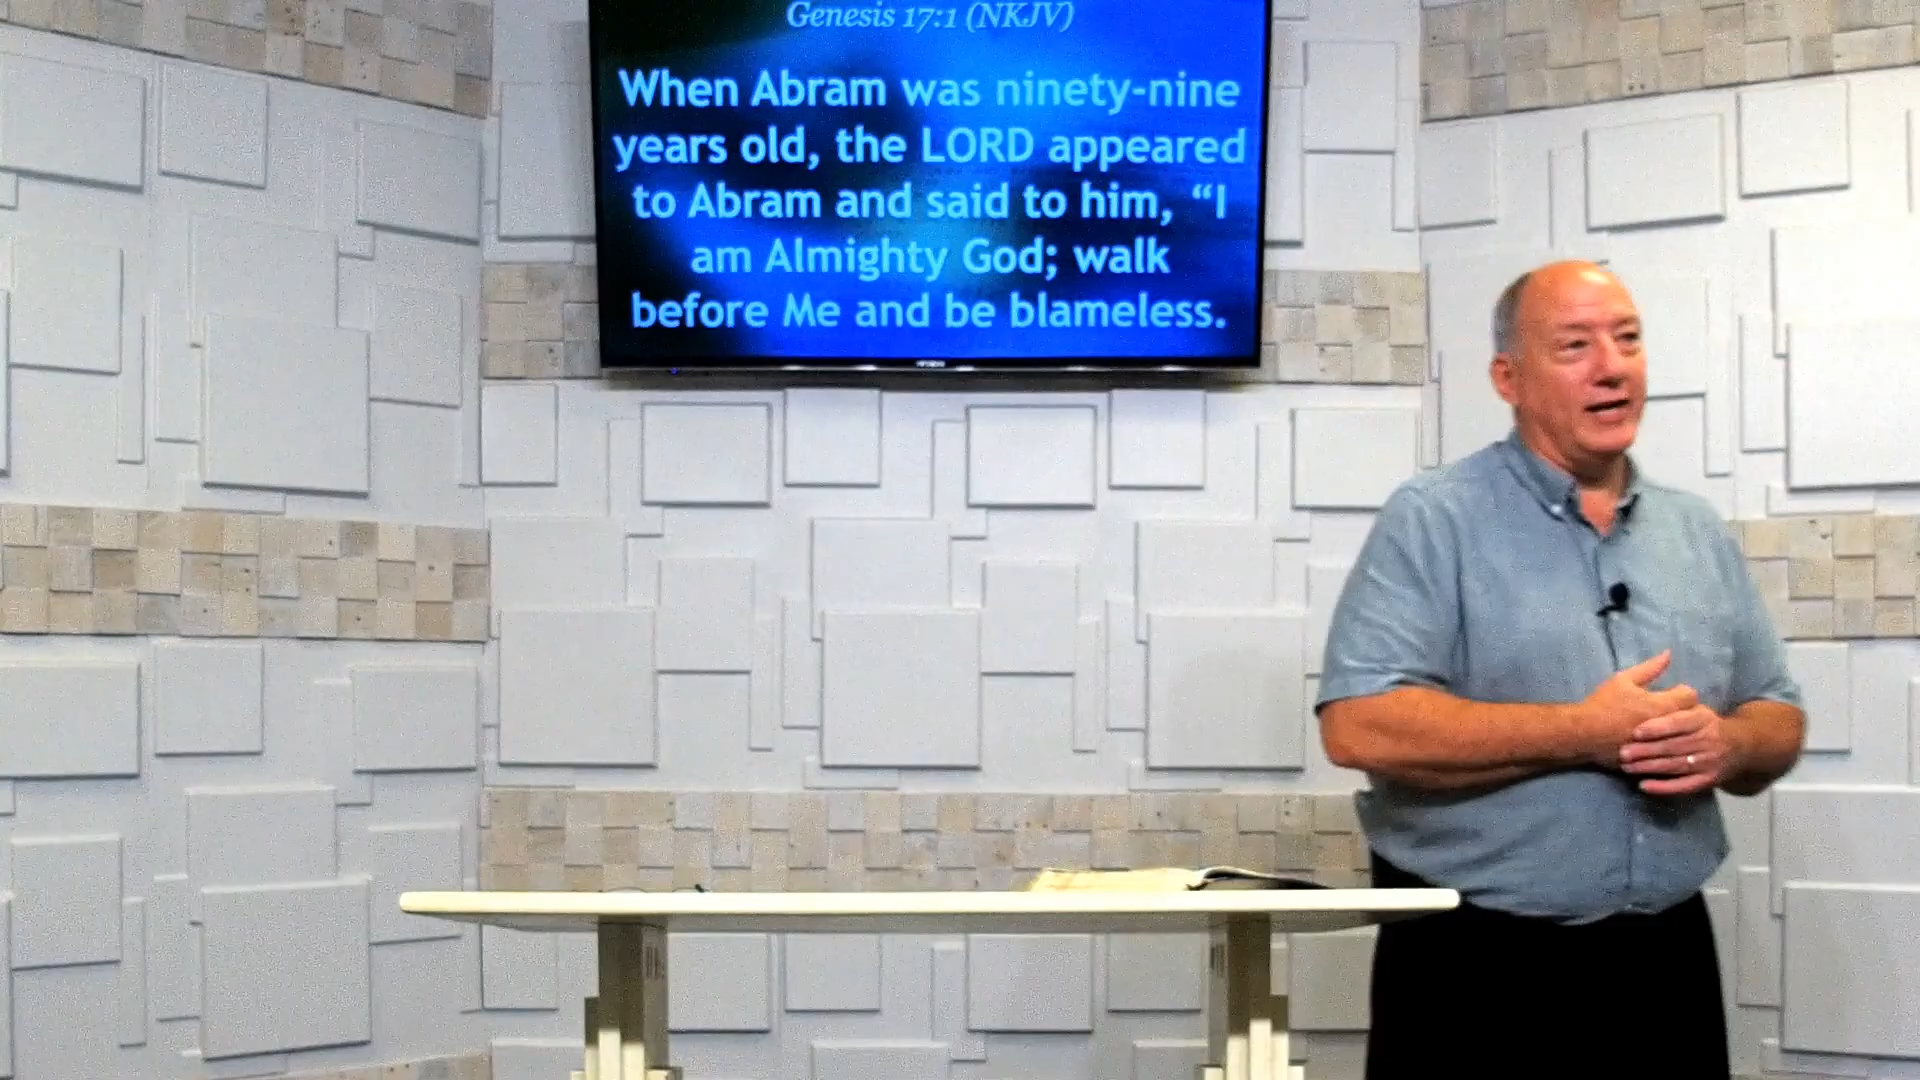 Genesis 17:1 (NKJV)
When Abram was ninety-nine
years old, the LORD appeared
to Abram and said to him, “I
am Almighty God; walk
before Me and be blameless.